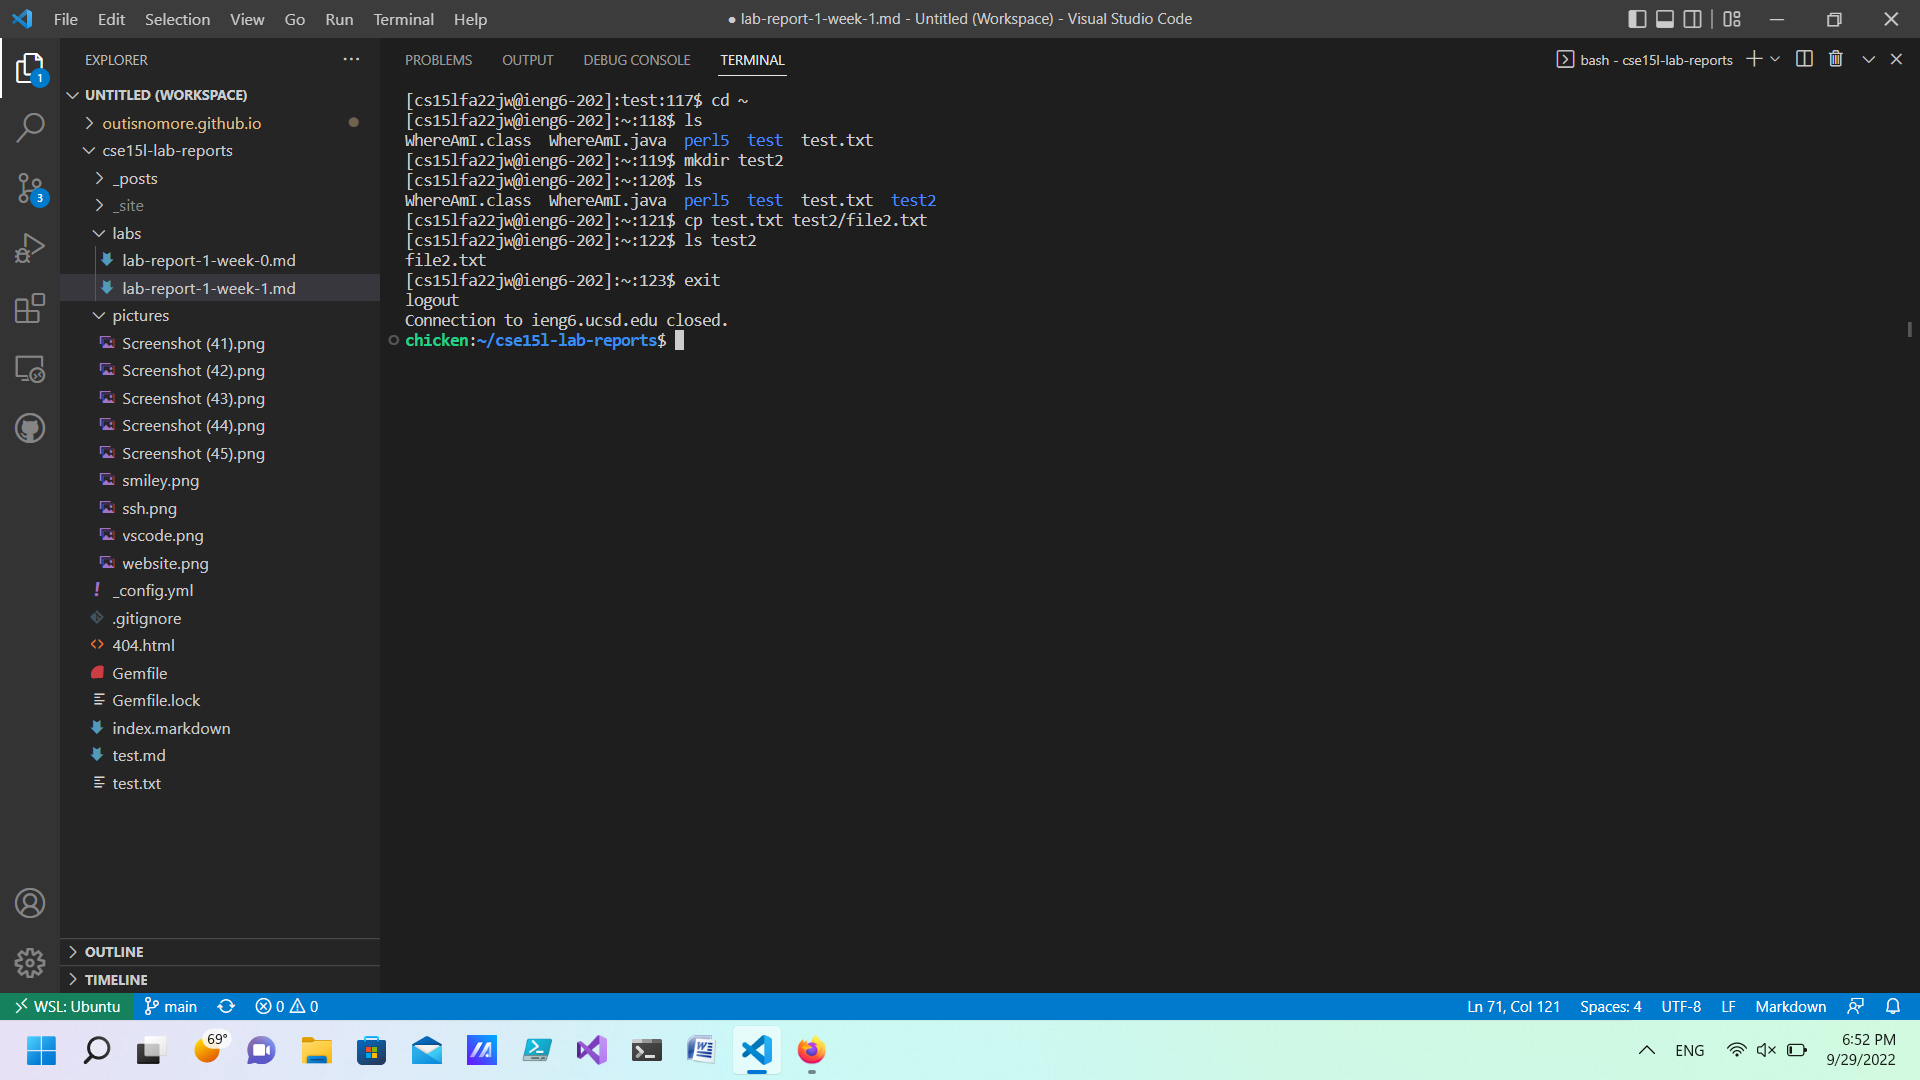 File Edit Selection View Go Run Terminal Help
● lab-report-1-week-1.md - Untitled (Workspace) - Visual Studio Code
EXPLORER
1
3
UNTITLED (WORKSPACE)
outisnomore.github.io
cse15l-lab-reports
_posts
_site
labs
lab-report-1-week-0.md
lab-report-1-week-1.md
pictures
Screenshot (41).png
Screenshot (42).png
Screenshot (43).png
Screenshot (44).png
Screenshot (45).png
smiley.png
ssh.png
vscode.png
website.png
_config.yml
.gitignore
404.html
Gemfile
Gemfile.lock
index.markdown
test.md
test.txt
OUTLINE
TIMELINE
PROBLEMS OUTPUT DEBUG CONSOLE TERMINAL
bash - cse15l-lab-reports
[cs15lfa22jw@ieng6-202]:test:117$ cd ~
[cs15lfa22jw@ieng6-202]:~:118$ ls
WhereAmI.class  WhereAmI.java  perl5  test  test.txt
[cs15lfa22jw@ieng6-202]:~:119$ mkdir test2
[cs15lfa22jw@ieng6-202]:~:120$ ls
WhereAmI.class  WhereAmI.java  perl5  test  test.txt  test2
[cs15lfa22jw@ieng6-202]:~:121$ cp test.txt test2/file2.txt
[cs15lfa22jw@ieng6-202]:~:122$ ls test2
file2.txt
[cs15lfa22jw@ieng6-202]:~:123$ exit
logout
Connection to ieng6.ucsd.edu closed.
chicken:~/cse15l-lab-reports$
WSL: Ubuntu main 0 0
Ln 71, Col 121 Spaces: 4 UTF-8 LF Markdown
69°
ENG
6:52 PM
9/29/2022